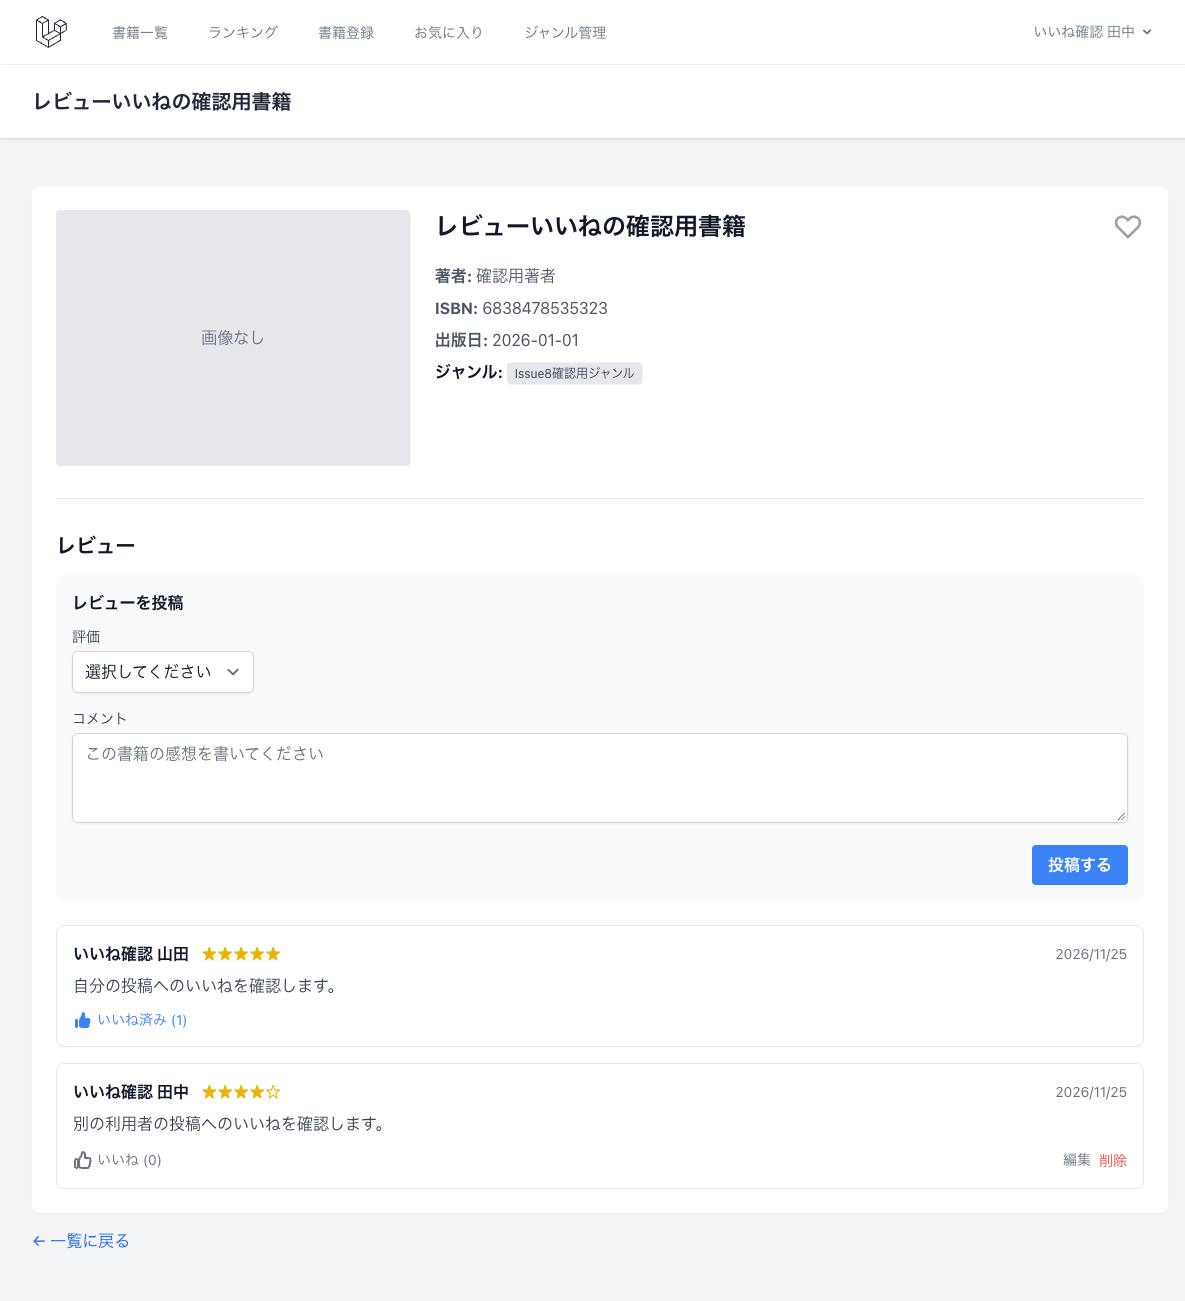 書籍一覧 ランキング 書籍登録 お気に入り ジャンル管理 いいね確認 田中
レビューいいねの確認用書籍
画像なし
レビューいいねの確認用書籍
著者: 確認用著者
ISBN: 6838478535323
出版日: 2026-01-01
ジャンル: Issue8確認用ジャンル
レビュー
レビューを投稿
評価
選択してください
コメント
この書籍の感想を書いてください
投稿する
いいね確認 山田 ★★★★★ 2026/11/25
自分の投稿へのいいねを確認します。
いいね済み (1)
いいね確認 田中 ★★★★☆ 2026/11/25
別の利用者の投稿へのいいねを確認します。
いいね (0) 編集 削除
← 一覧に戻る